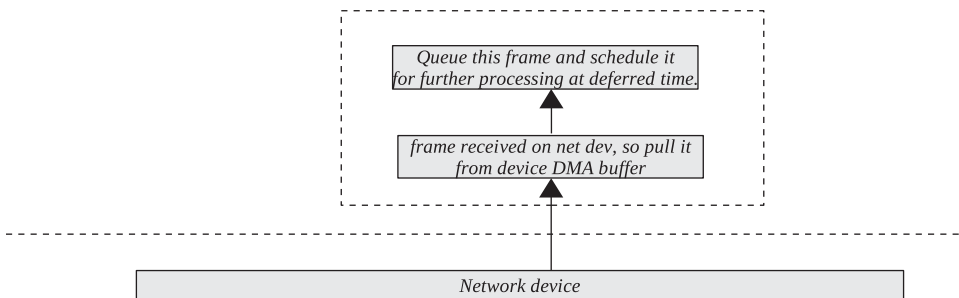 Queue this frame and schedule it
for further processing at deferred time.
frame received on net dev, so pull it
from device DMA buffer
Network device